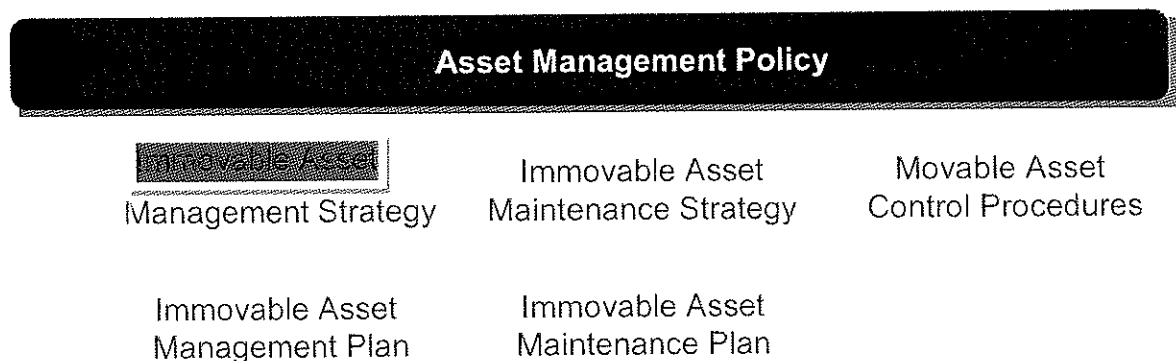 Asset Management Policy
Immovable Asset
Management Strategy
Immovable Asset
Maintenance Strategy
Movable Asset
Control Procedures
Immovable Asset
Management Plan
Immovable Asset
Maintenance Plan